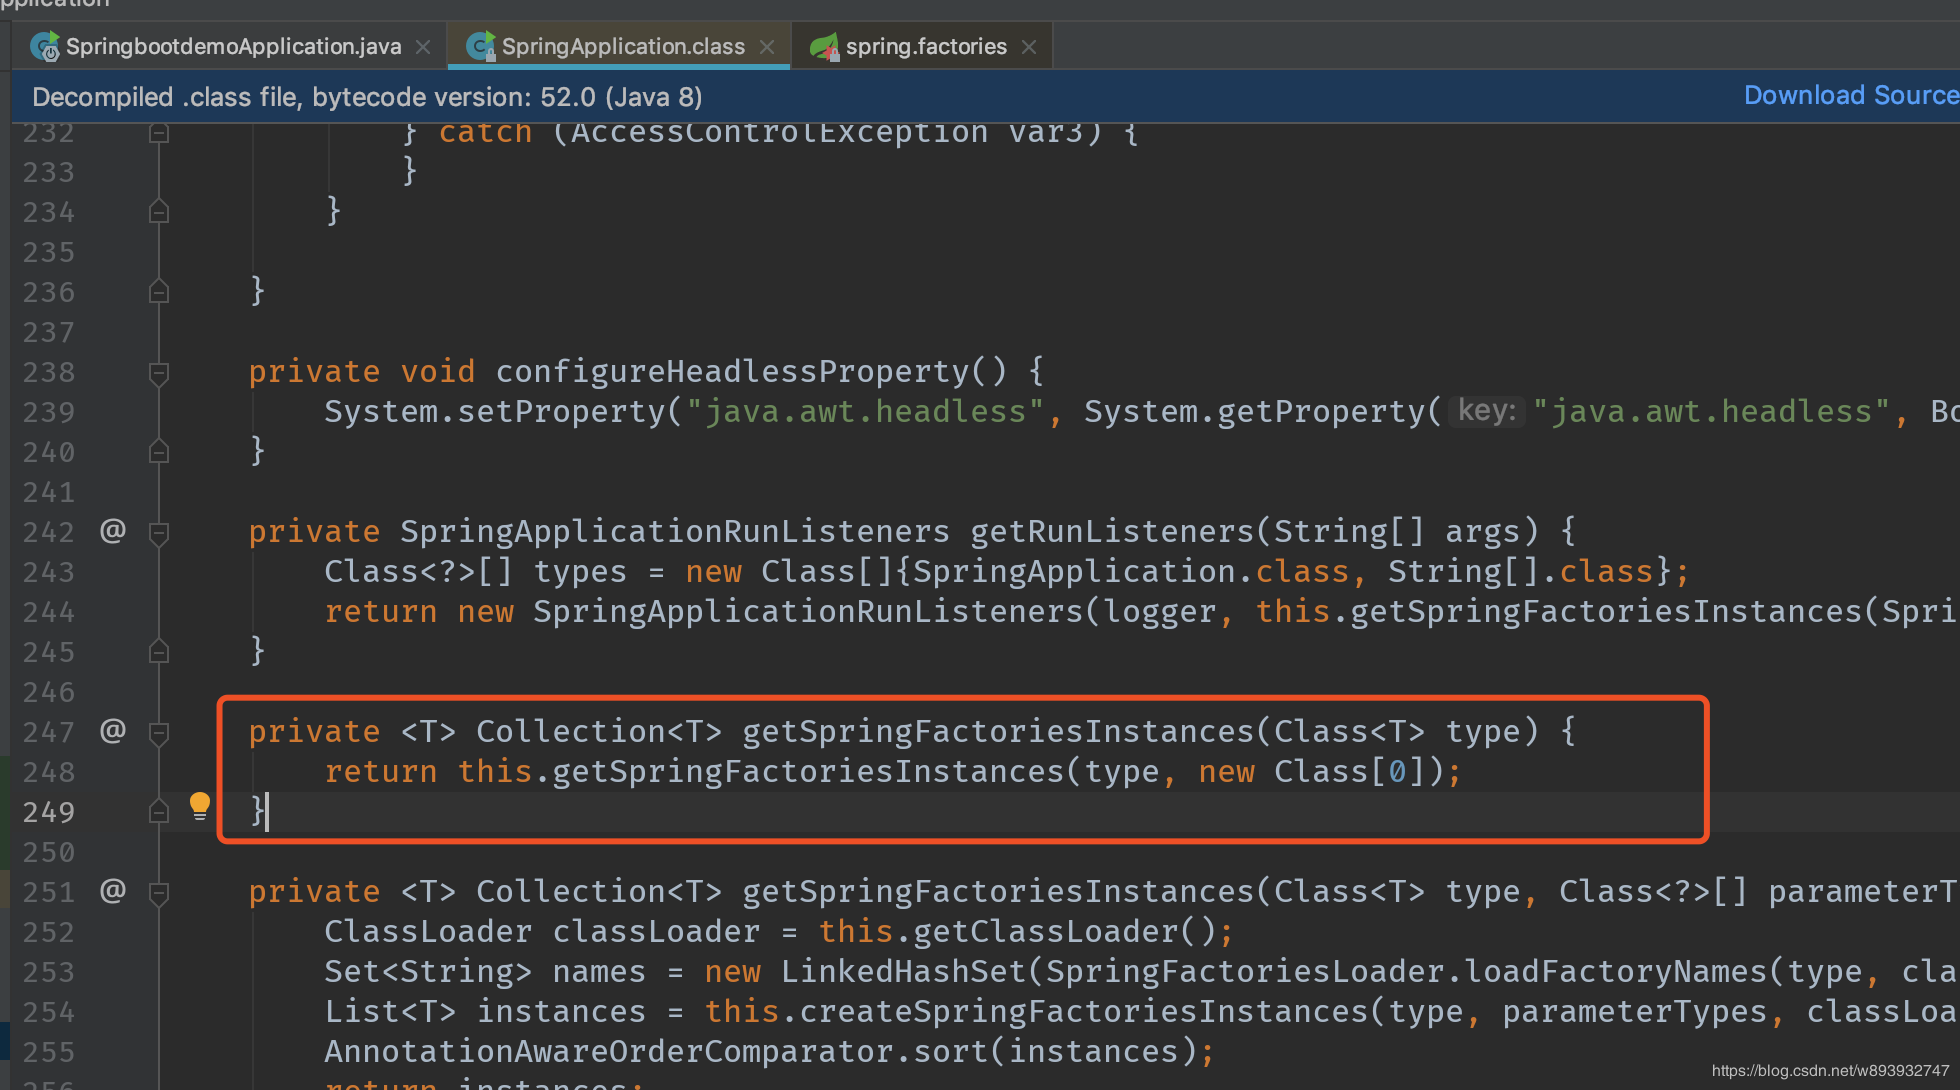 pplication
SpringbootdemoApplication.java SpringApplication.class spring.factories
Decompiled .class file, bytecode version: 52.0 (Java 8) Download Source
232 } catch (AccessControlException var3) {
233 }
234 }
235
236 }
237
238 private void configureHeadlessProperty() {
239 System.setProperty("java.awt.headless", System.getProperty( key: "java.awt.headless", Bo
240 }
241
242 @ private SpringApplicationRunListeners getRunListeners(String[] args) {
243 Class<?>[] types = new Class[]{SpringApplication.class, String[].class};
244 return new SpringApplicationRunListeners(logger, this.getSpringFactoriesInstances(Spri
245 }
246
247 @ private <T> Collection<T> getSpringFactoriesInstances(Class<T> type) {
248 return this.getSpringFactoriesInstances(type, new Class[0]);
249 }
250
251 @ private <T> Collection<T> getSpringFactoriesInstances(Class<T> type, Class<?>[] parameterT
252 ClassLoader classLoader = this.getClassLoader();
253 Set<String> names = new LinkedHashSet(SpringFactoriesLoader.loadFactoryNames(type, cla
254 List<T> instances = this.createSpringFactoriesInstances(type, parameterTypes, classLoa
255 AnnotationAwareOrderComparator.sort(instances);
256 return instances;
https://blog.csdn.net/w893932747